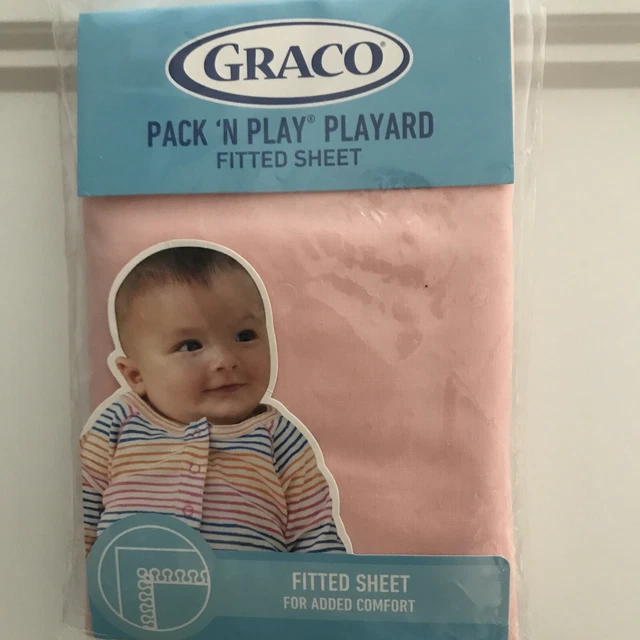 GRACO®
PACK 'N PLAY® PLAYARD
FITTED SHEET
FITTED SHEET
FOR ADDED COMFORT